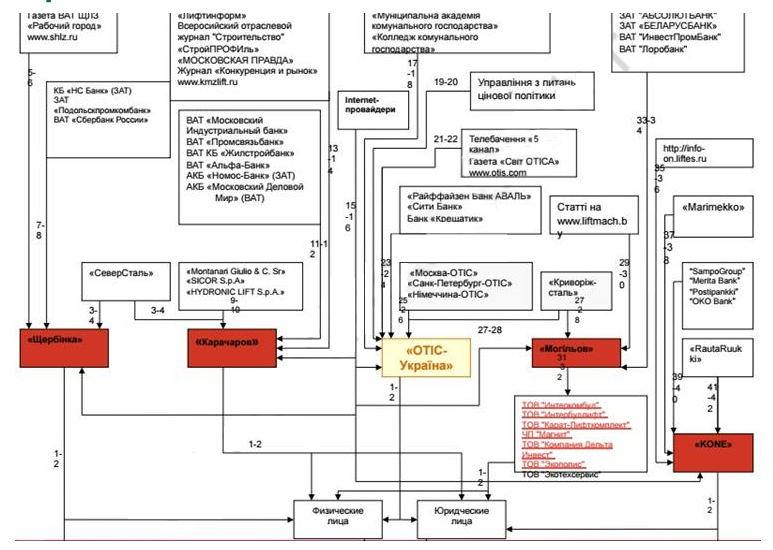 Газета ВАТ ЩЛЗ
«Рабочий город»
www.shlz.ru
«Лифтинформ»
Всероссийский отраслевой
журнал "Строительство"
«СтройПРОФИль»
«МОСКОВСКАЯ ПРАВДА»
Журнал «Конкуренция и рынок»
www.kmzlift.ru
«Муніципальна академія
комунального господарства»
«Колледж комунального
господарства»
ЗАТ "АБСОЛЮТБАНК"
ЗАТ «БЕЛАРУСБАНК»
ВАТ "ИнвестПромБанк"
ВАТ "Лоробанк"
5-
6
КБ «НС Банк» (ЗАТ)
ЗАТ
«Подольскпромкомбанк»
ВАТ «Сбербанк России»
17
-1
8
19-20
Управління з питань
цінової політики
Internet-
провайдери
ВАТ «Московский
Индустриальный банк»
ВАТ «Промсвязьбанк»
ВАТ КБ «Жилстройбанк»
ВАТ «Альфа-Банк»
АКБ «Номос-Банк» (ЗАТ)
АКБ «Московский Деловой
Мир» (ВАТ)
13
-1
4
21-22
Телебачення «5
канал»
Газета «Світ ОТІСА»
www.otis.com
33-3
4
http://info-
on.liftes.ru
35
-3
6
7-
8
15
-1
6
«Райффайзен Банк АВАЛЬ»
«Сити Банк»
Банк «Крещатик»
Статті на
www.liftmach.b
y
«Marimekko»
37
-3
8
11-1
2
«СеверСталь»
«Montanari Giulio & C. Sr»
«SICOR S.p.A»
«HYDRONIC LIFT S.p.A.»
23
-2
4
«Москва-ОТІС»
«Санк-Петербург-ОТІС»
«Німеччина-ОТІС»
«Криворіж-
сталь»
29
-3
0
"SampoGroup"
"Merita Bank"
"Postipankki"
"OKO Bank"
3-
4
3-4
9-
10
25
-2
6
27
-2
8
27-28
«Щербінка»
«Карачаров»
«ОТІС-
Україна»
«Могільов»
31
-3
2
«RautaRuuk
ki»
39
-4
0
41
-4
2
1-
2
ТОВ "Интеркомбуд"
ТОВ "Интербудлифт"
ТОВ "Карат-Лифткомплект"
ЧП "Магнит"
ТОВ "Компания Дельта
Инвест"
ТОВ "Экополис"
ТОВ "Экотехсервис"
«KONE»
1-
2
1-2
1-
2
1-
2
Физические
лица
Юридческие
лица